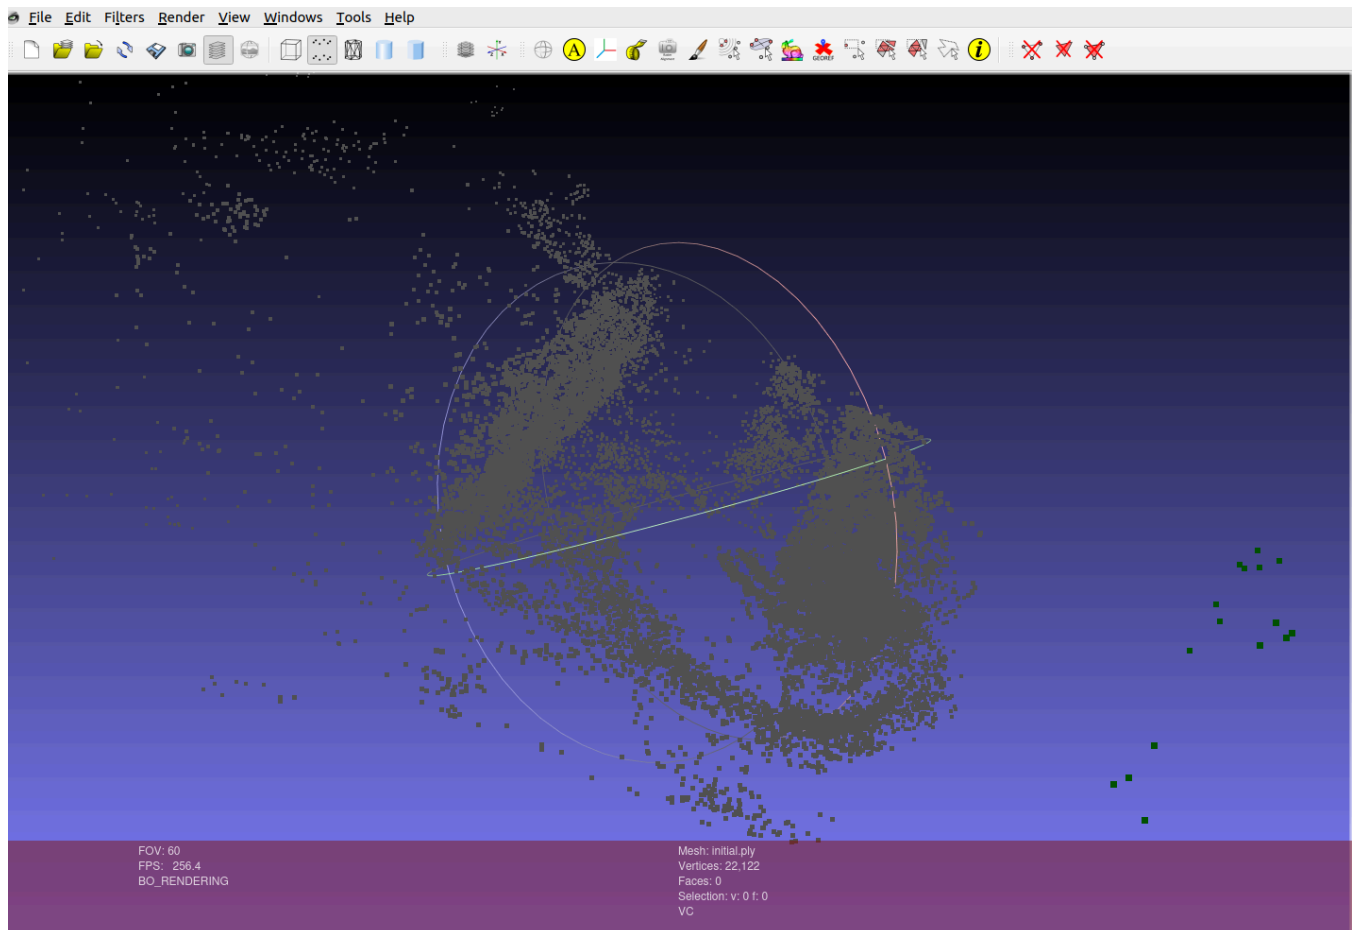 File Edit Filters Render View Windows Tools Help
A
GEOREF
i
FOV: 60
FPS: 256.4
BO_RENDERING
Mesh: initial.ply
Vertices: 22,122
Faces: 0
Selection: v: 0 f: 0
VC